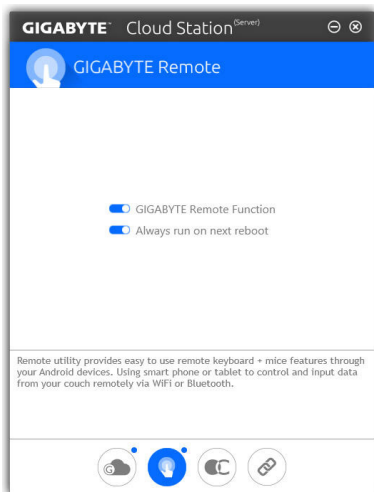 GIGABYTE™ Cloud Station (Server)
GIGABYTE Remote
GIGABYTE Remote Function
Always run on next reboot
Remote utility provides easy to use remote keyboard + mice features through
your Android devices. Using smart phone or tablet to control and input data
from your couch remotely via WiFi or Bluetooth.
G